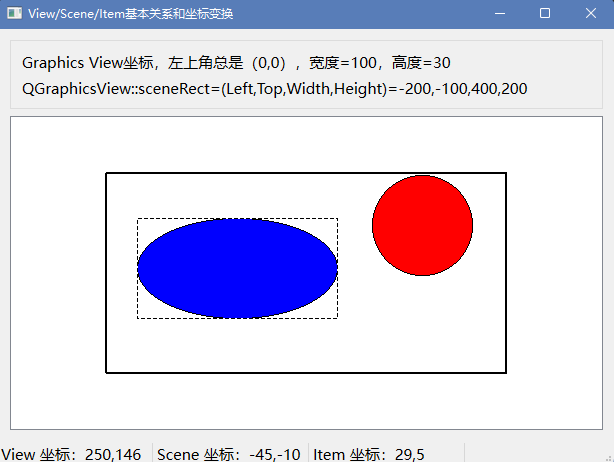 View/Scene/Item基本关系和坐标变换
Graphics View坐标，左上角总是（0,0），宽度=100，高度=30
QGraphicsView::sceneRect=(Left,Top,Width,Height)=-200,-100,400,200
View 坐标：250,146 Scene 坐标：-45,-10 Item 坐标：29,5